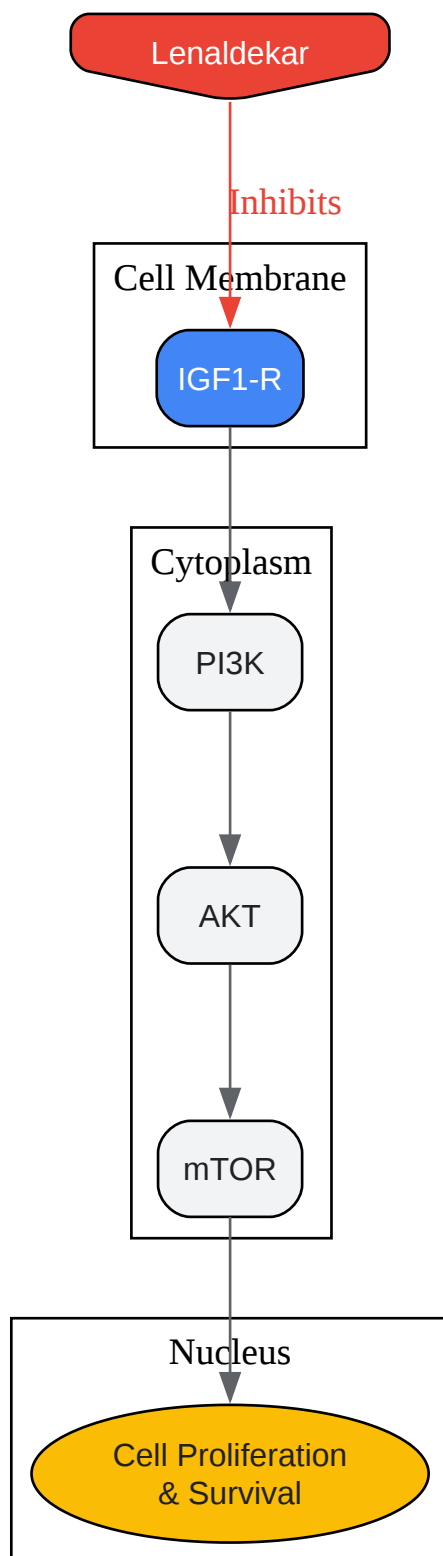 Lenaldekar
Inhibits
Cell Membrane
IGF1-R
Cytoplasm
PI3K
AKT
mTOR
Nucleus
Cell Proliferation
& Survival